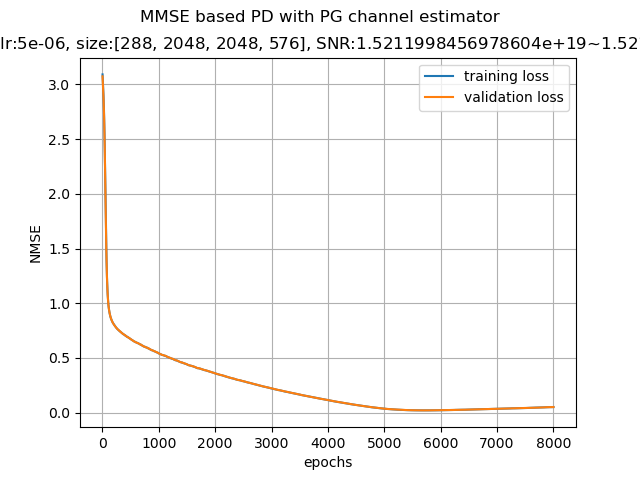 MMSE based PD with PG channel estimator
lr:5e-06, size:[288, 2048, 2048, 576], SNR:1.5211998456978604e+19~1.52
training loss
validation loss
3.0
2.5
2.0
1.5
1.0
0.5
0.0
NMSE
0 1000 2000 3000 4000 5000 6000 7000 8000
epochs